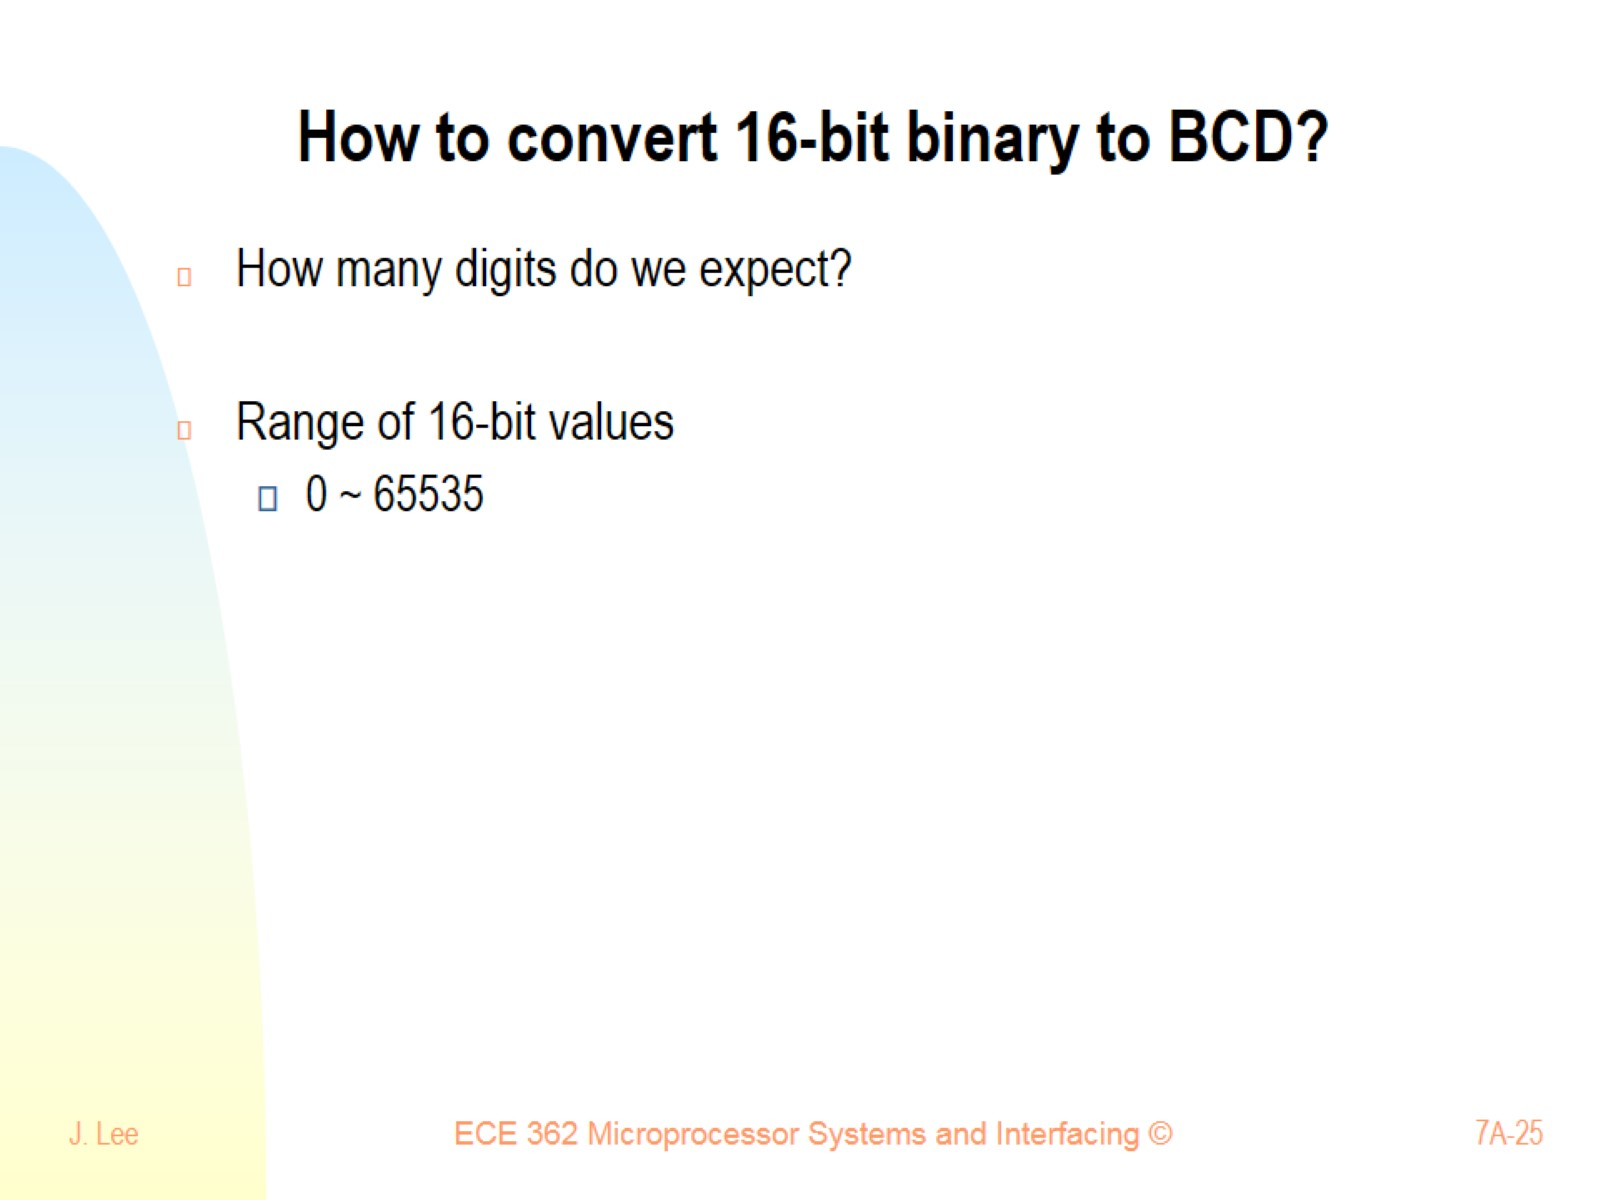 How to convert 16-bit binary to BCD?
How many digits do we expect?
Range of 16-bit values
0 ~ 65535
J. Lee
ECE 362 Microprocessor Systems and Interfacing ©
7A-25